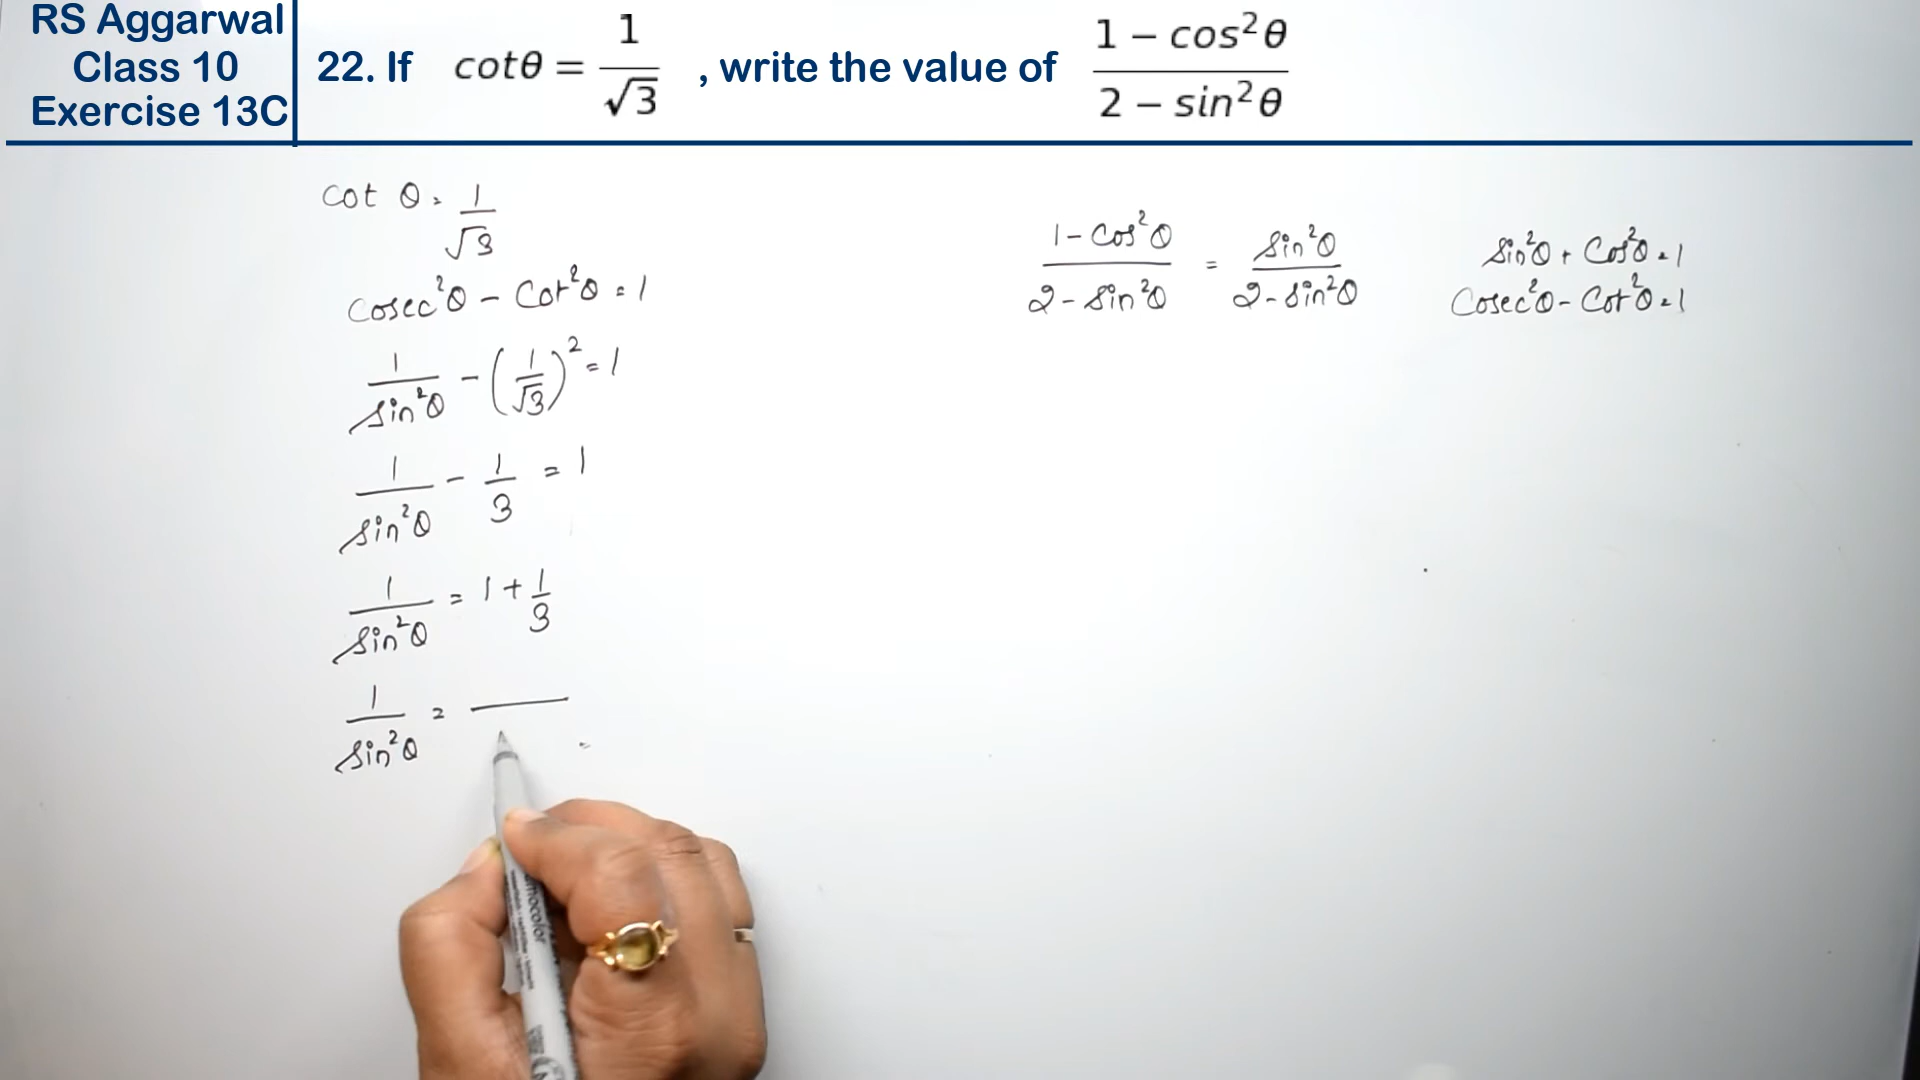 RS Aggarwal
Class 10
Exercise 13C
22. If cotθ = 1/√3 , write the value of (1 − cos²θ)/(2 − sin²θ)
cot θ = 1/√3
cosec²θ − cot²θ = 1
1/sin²θ − (1/√3)² = 1
1/sin²θ − 1/3 = 1
1/sin²θ = 1 + 1/3
1/sin²θ =
(1 − Cos²θ)/(2 − Sin²θ) = Sin²θ/(2 − Sin²θ)
Sin²θ + Cos²θ = 1
Cosec²θ − Cot²θ = 1